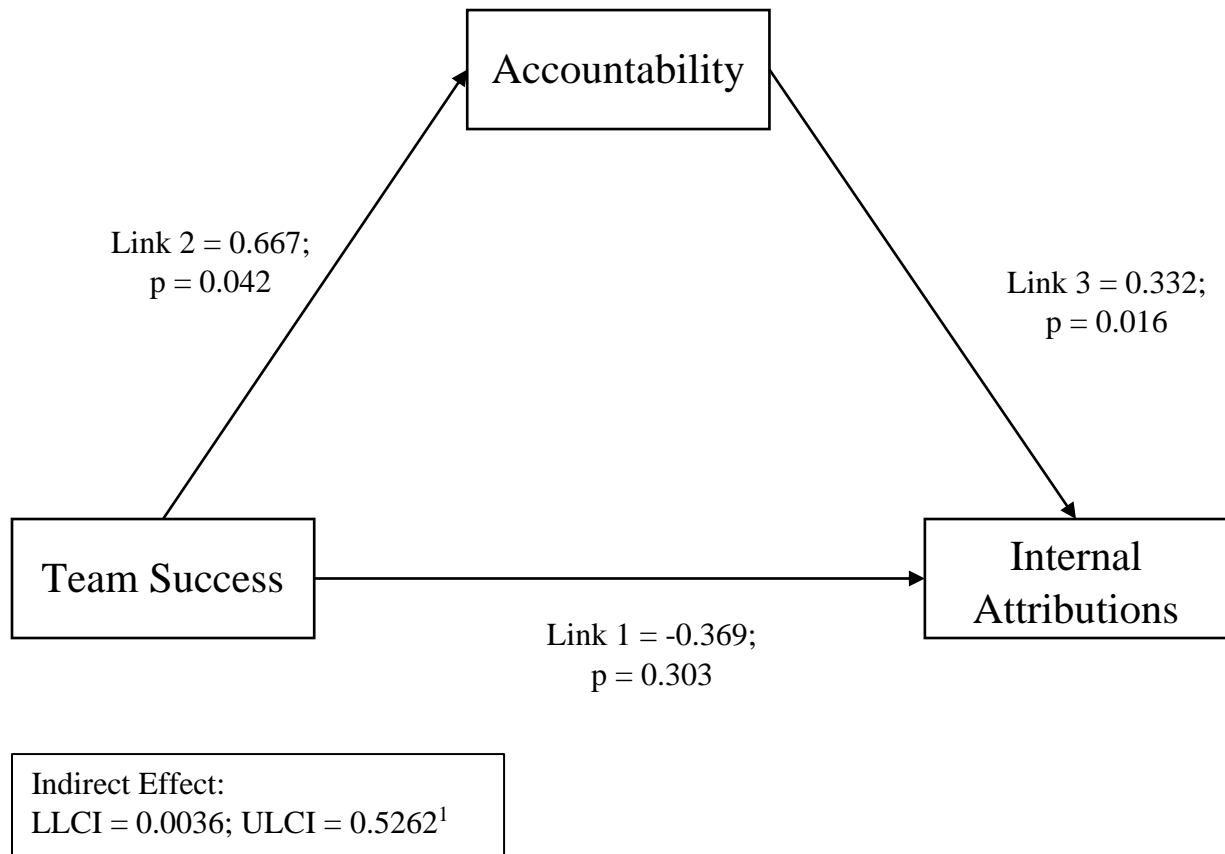 Accountability
Link 2 = 0.667;
p = 0.042
Link 3 = 0.332;
p = 0.016
Team Success
Internal
Attributions
Link 1 = -0.369;
p = 0.303
Indirect Effect:
LLCI = 0.0036; ULCI = 0.5262¹